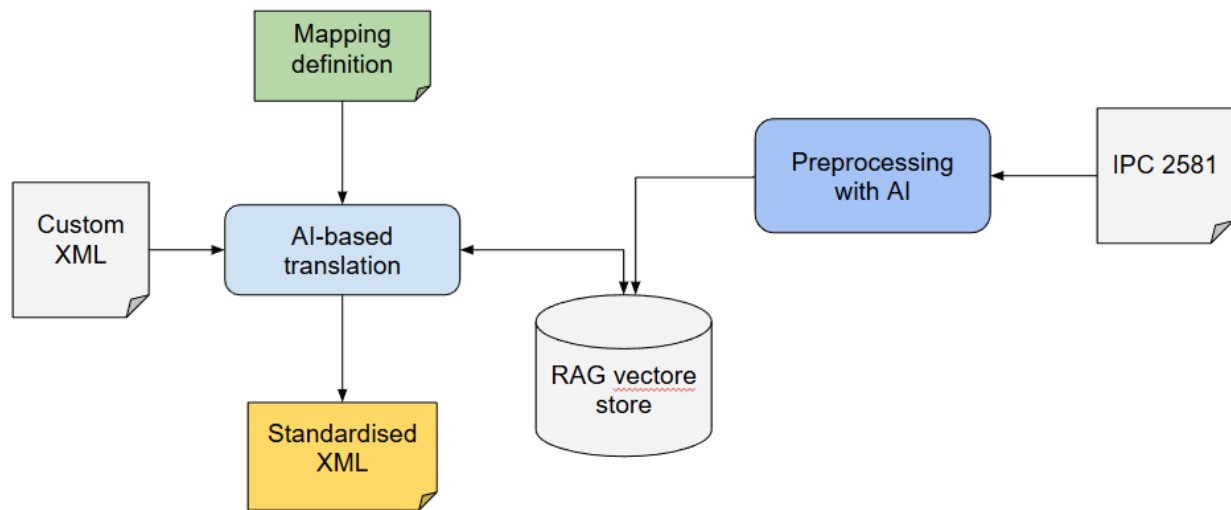 Mapping
definition
Custom
XML
AI-based
translation
Preprocessing
with AI
IPC 2581
RAG vectore
store
Standardised
XML